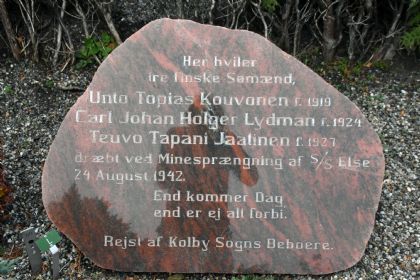 Her hviler
tre finske Sømænd,
Unto Topias Kouvonen f. 1919
Carl Johan Holger Lydman f. 1924
Teuvo Tapani Jaatinen f. 1927
dræbt ved Minesprængning af S/S Else
24 August 1942.
End kommer Dag
end er ej alt forbi.
Rejst af Kolby Sogns Beboere.